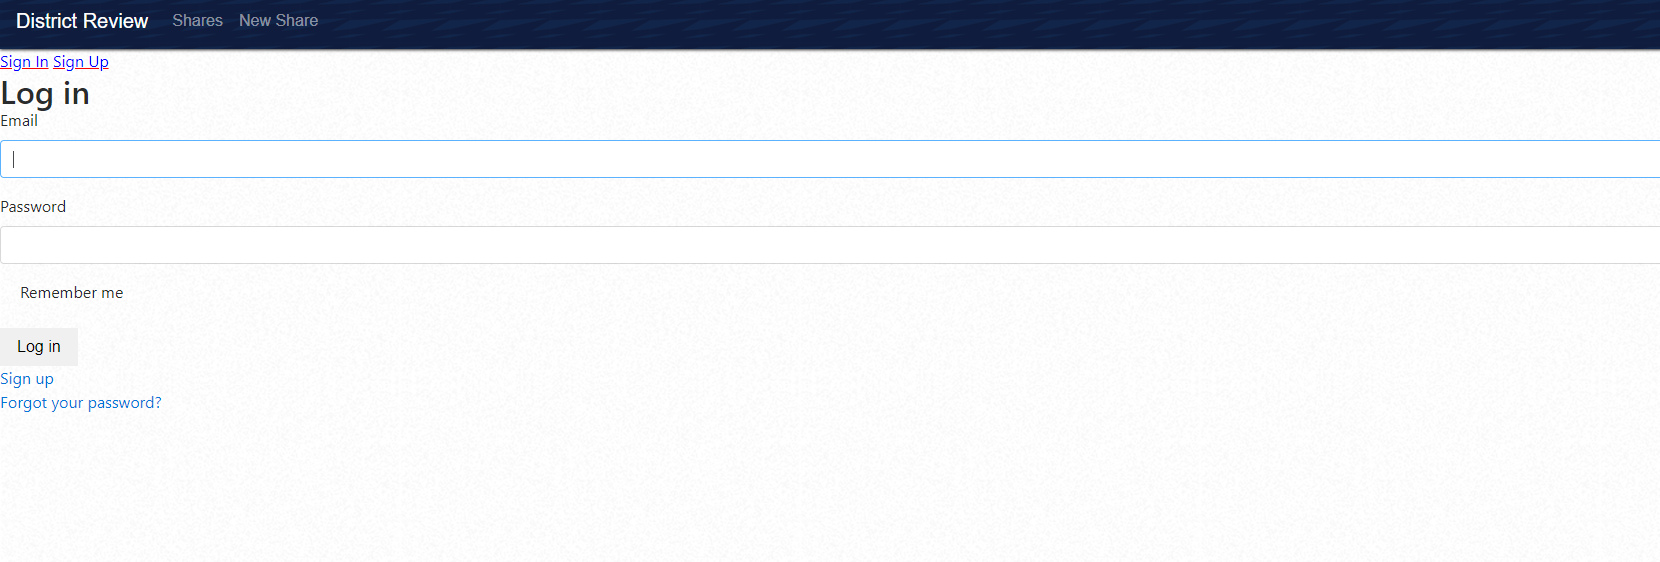 District Review Shares New Share
Sign In Sign Up
Log in
Email
Password
Remember me
Log in
Sign up
Forgot your password?